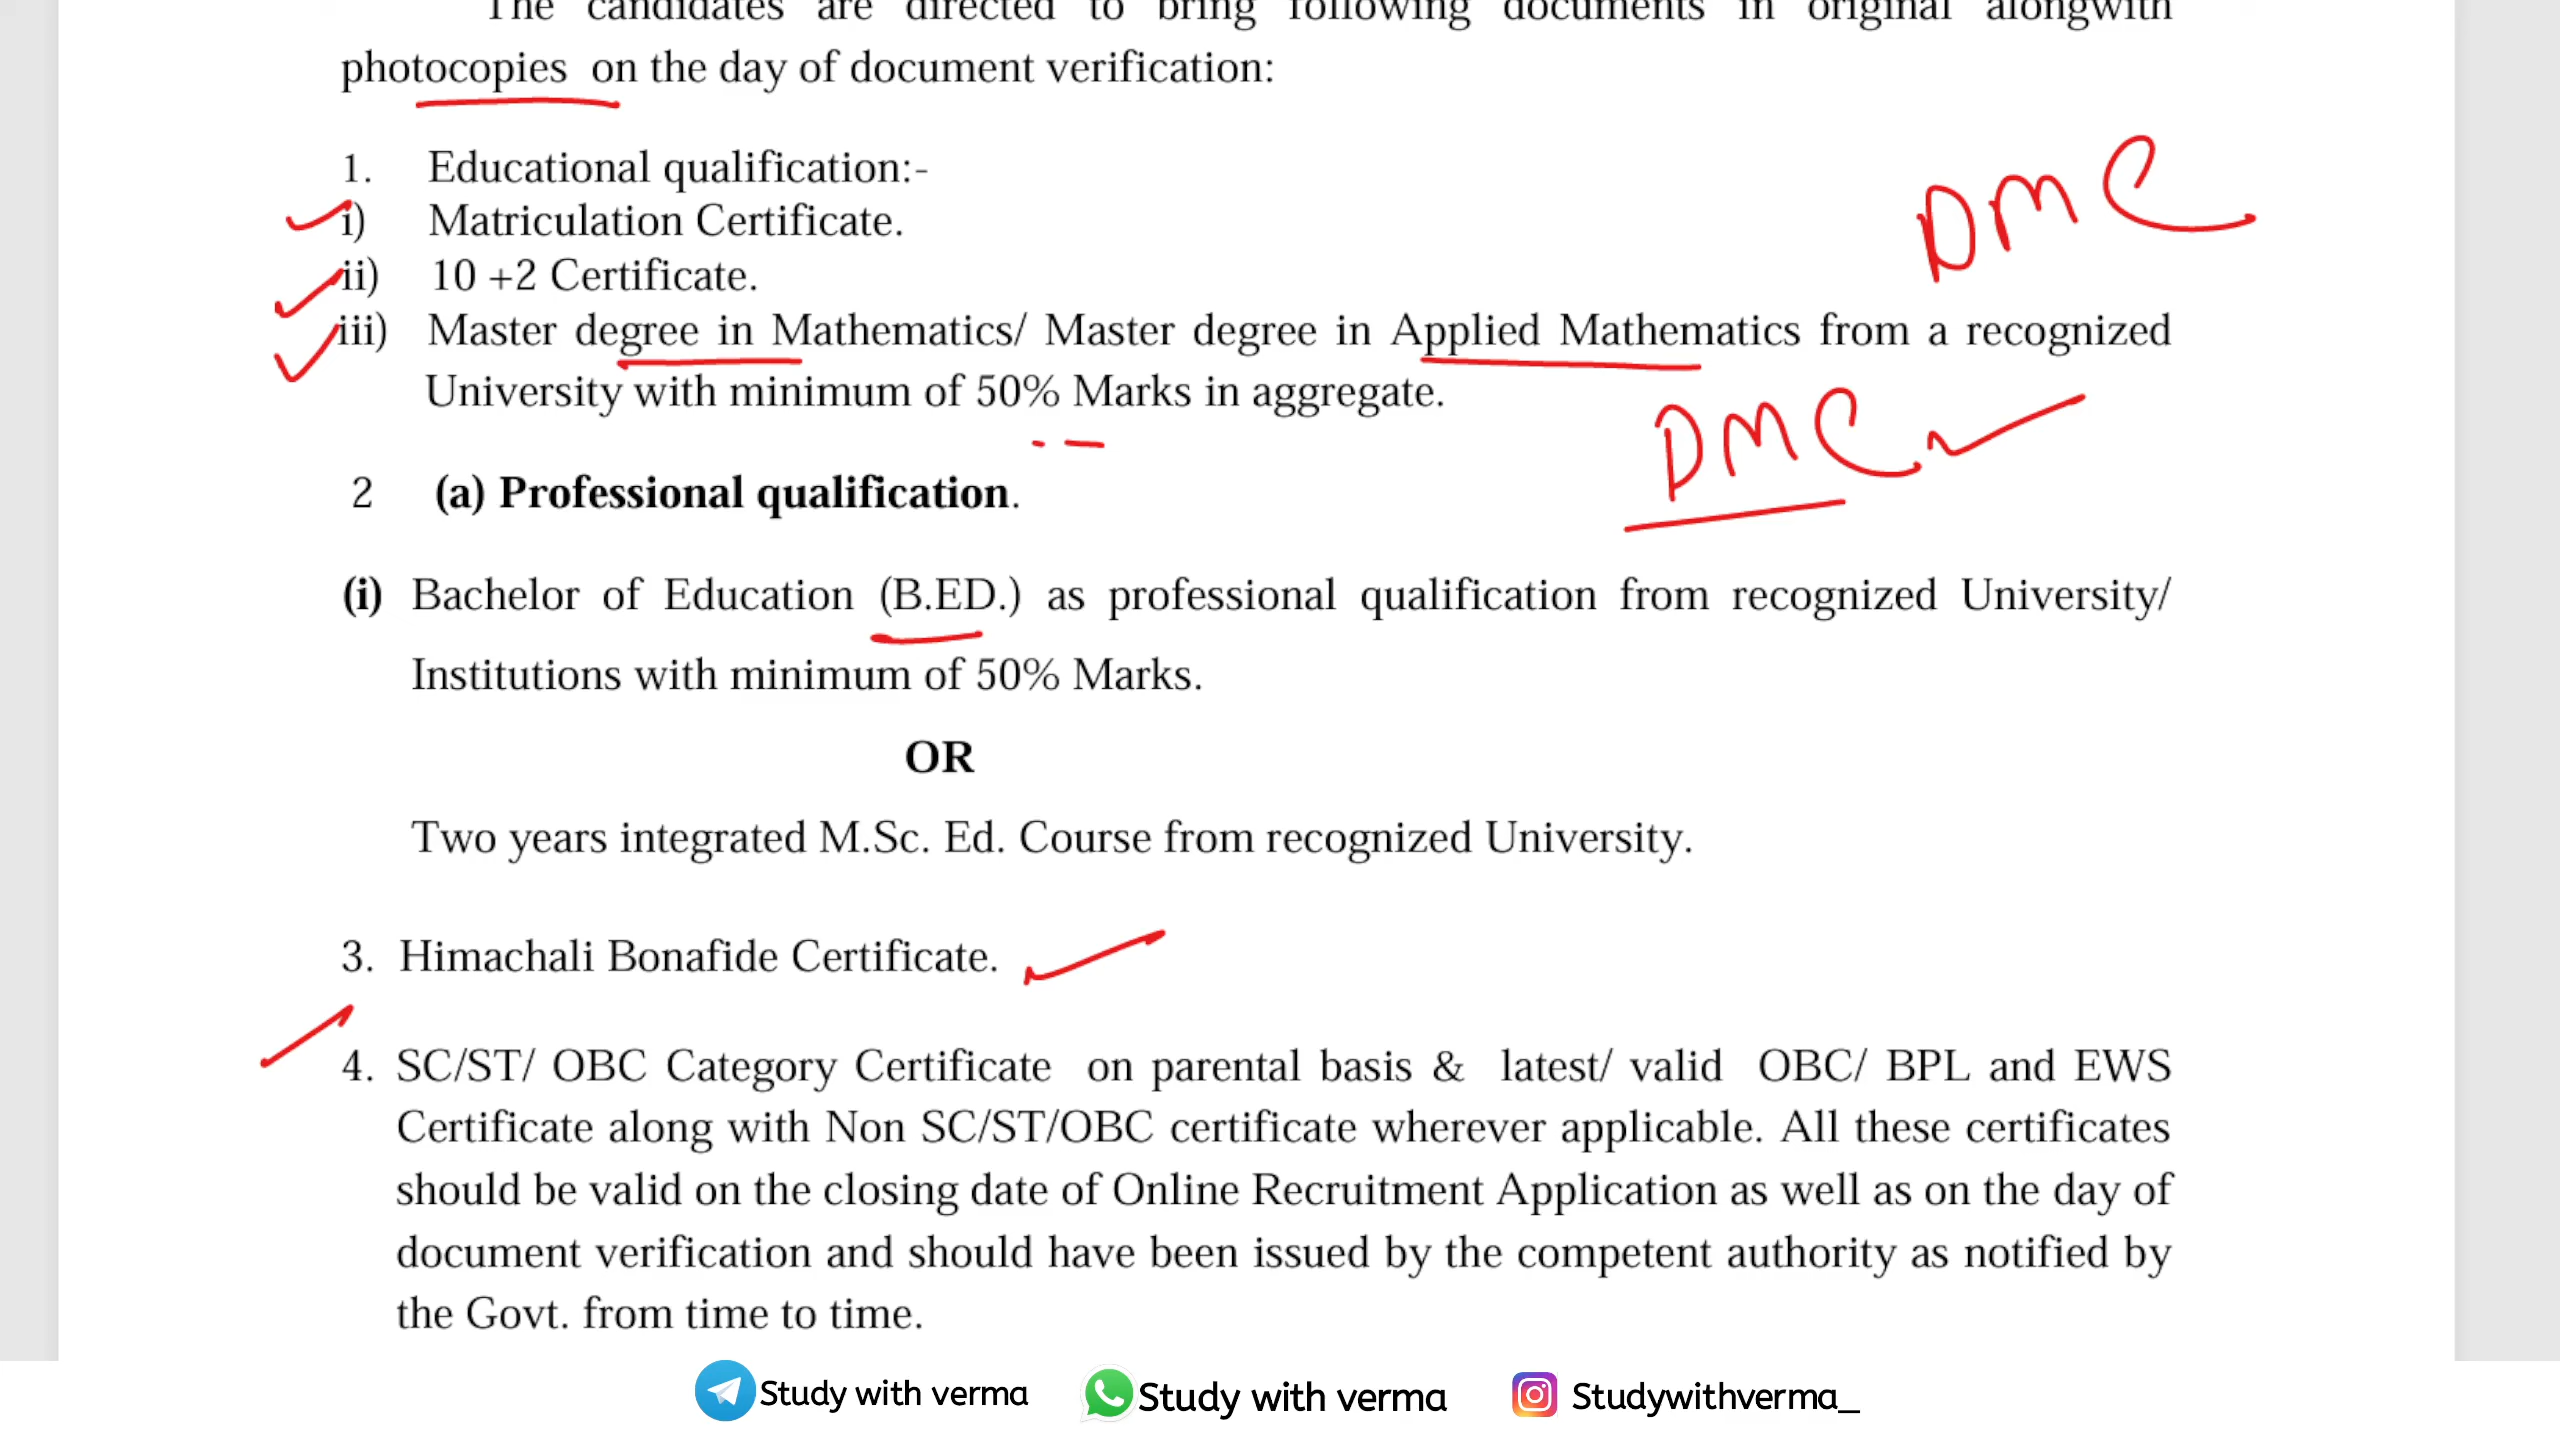 The candidates are directed to bring following documents in original alongwith
photocopies on the day of document verification:
1. Educational qualification:-
i) Matriculation Certificate.
DMC
ii) 10 +2 Certificate.
iii) Master degree in Mathematics/ Master degree in Applied Mathematics from a recognized
University with minimum of 50% Marks in aggregate.
DMC
2 (a) Professional qualification.
(i) Bachelor of Education (B.ED.) as professional qualification from recognized University/
Institutions with minimum of 50% Marks.
OR
Two years integrated M.Sc. Ed. Course from recognized University.
3. Himachali Bonafide Certificate.
4. SC/ST/ OBC Category Certificate on parental basis & latest/ valid OBC/ BPL and EWS
Certificate along with Non SC/ST/OBC certificate wherever applicable. All these certificates
should be valid on the closing date of Online Recruitment Application as well as on the day of
document verification and should have been issued by the competent authority as notified by
the Govt. from time to time.
Study with verma Study with verma Studywithverma_